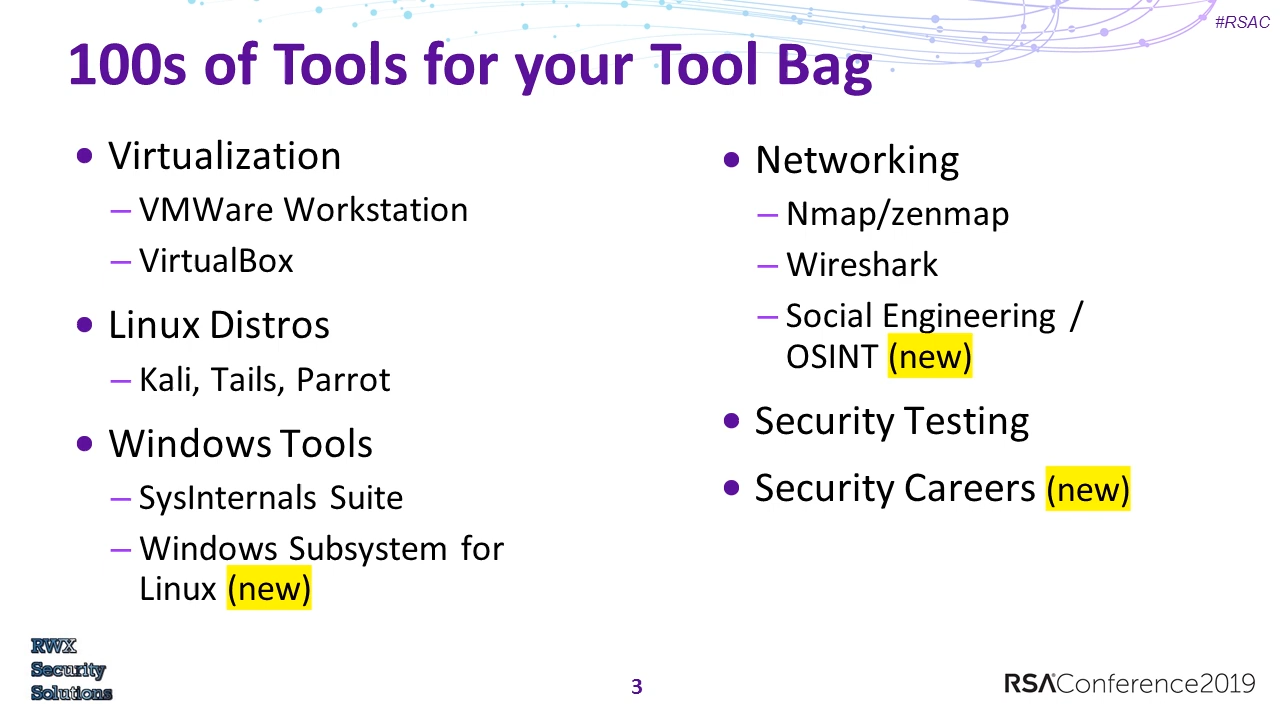 #RSAC
100s of Tools for your Tool Bag
• Virtualization
– VMWare Workstation
– VirtualBox
• Linux Distros
– Kali, Tails, Parrot
• Windows Tools
– SysInternals Suite
– Windows Subsystem for
Linux (new)
• Networking
– Nmap/zenmap
– Wireshark
– Social Engineering /
OSINT (new)
• Security Testing
• Security Careers (new)
RWX
Security
Solutions
3
RSAConference2019